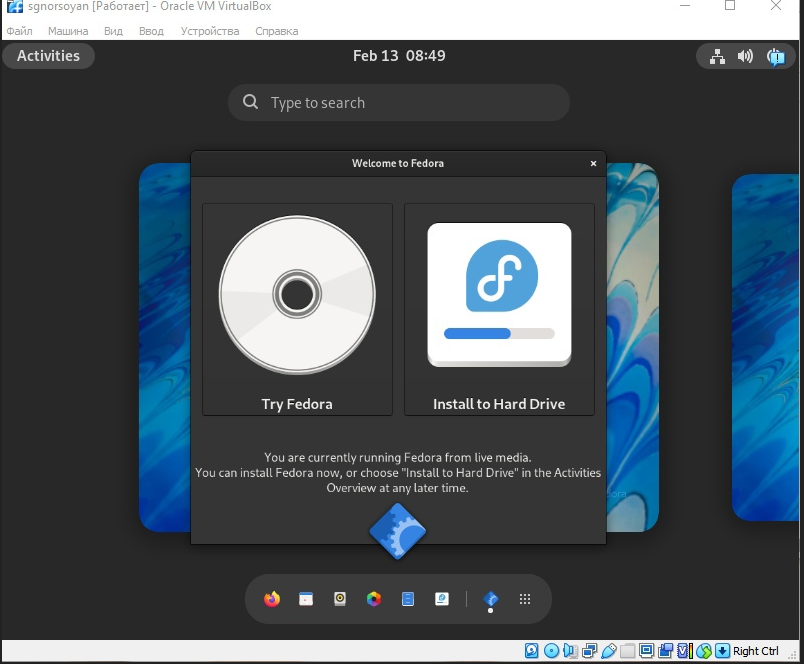 sgnorsoyan [Работает] - Oracle VM VirtualBox
Файл Машина Вид Ввод Устройства Справка
Activities
Feb 13 08:49
Type to search
Welcome to Fedora
Try Fedora
Install to Hard Drive
You are currently running Fedora from live media.
You can install Fedora now, or choose "Install to Hard Drive" in the Activities
Overview at any later time.
Right Ctrl